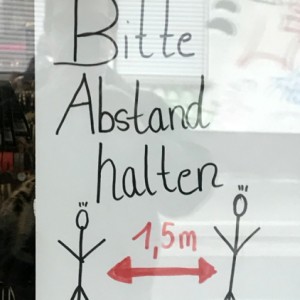 Bitte
Abstand
halten
1,5m